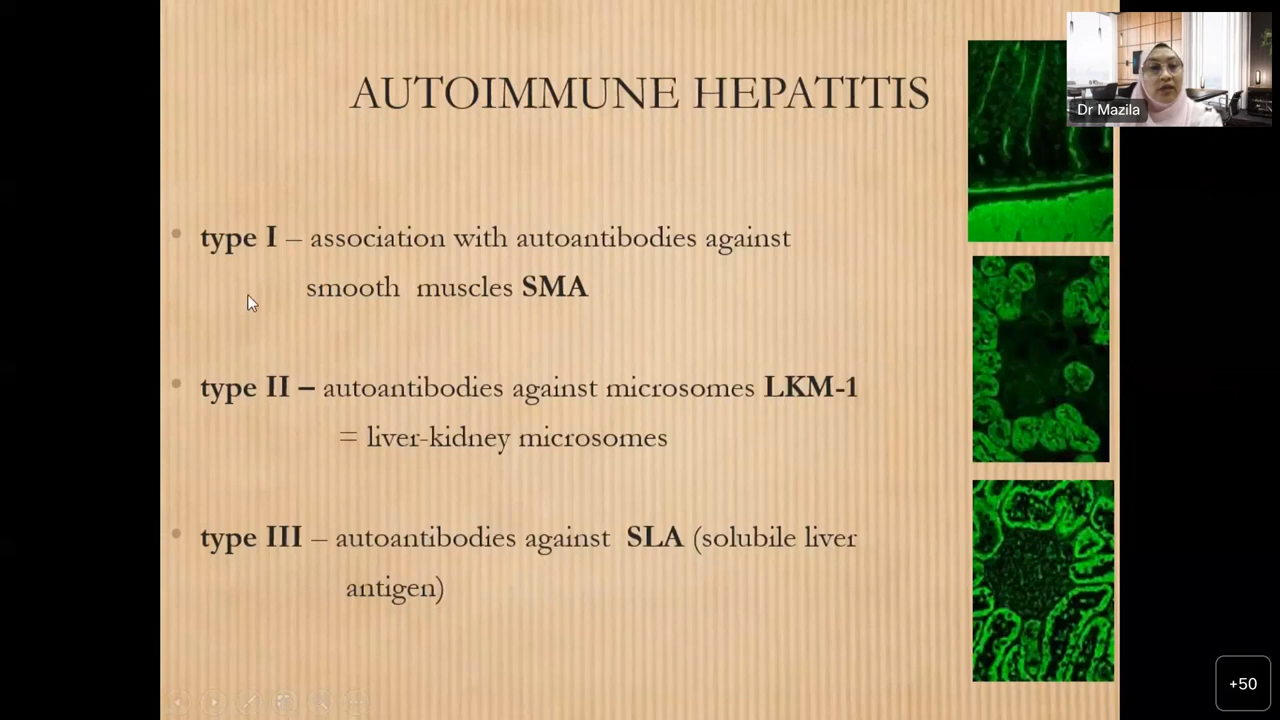 AUTOIMMUNE HEPATITIS
Dr Mazila
type I – association with autoantibodies against
smooth muscles SMA
type II – autoantibodies against microsomes LKM-1
= liver-kidney microsomes
type III – autoantibodies against SLA (solubile liver
antigen)
+50